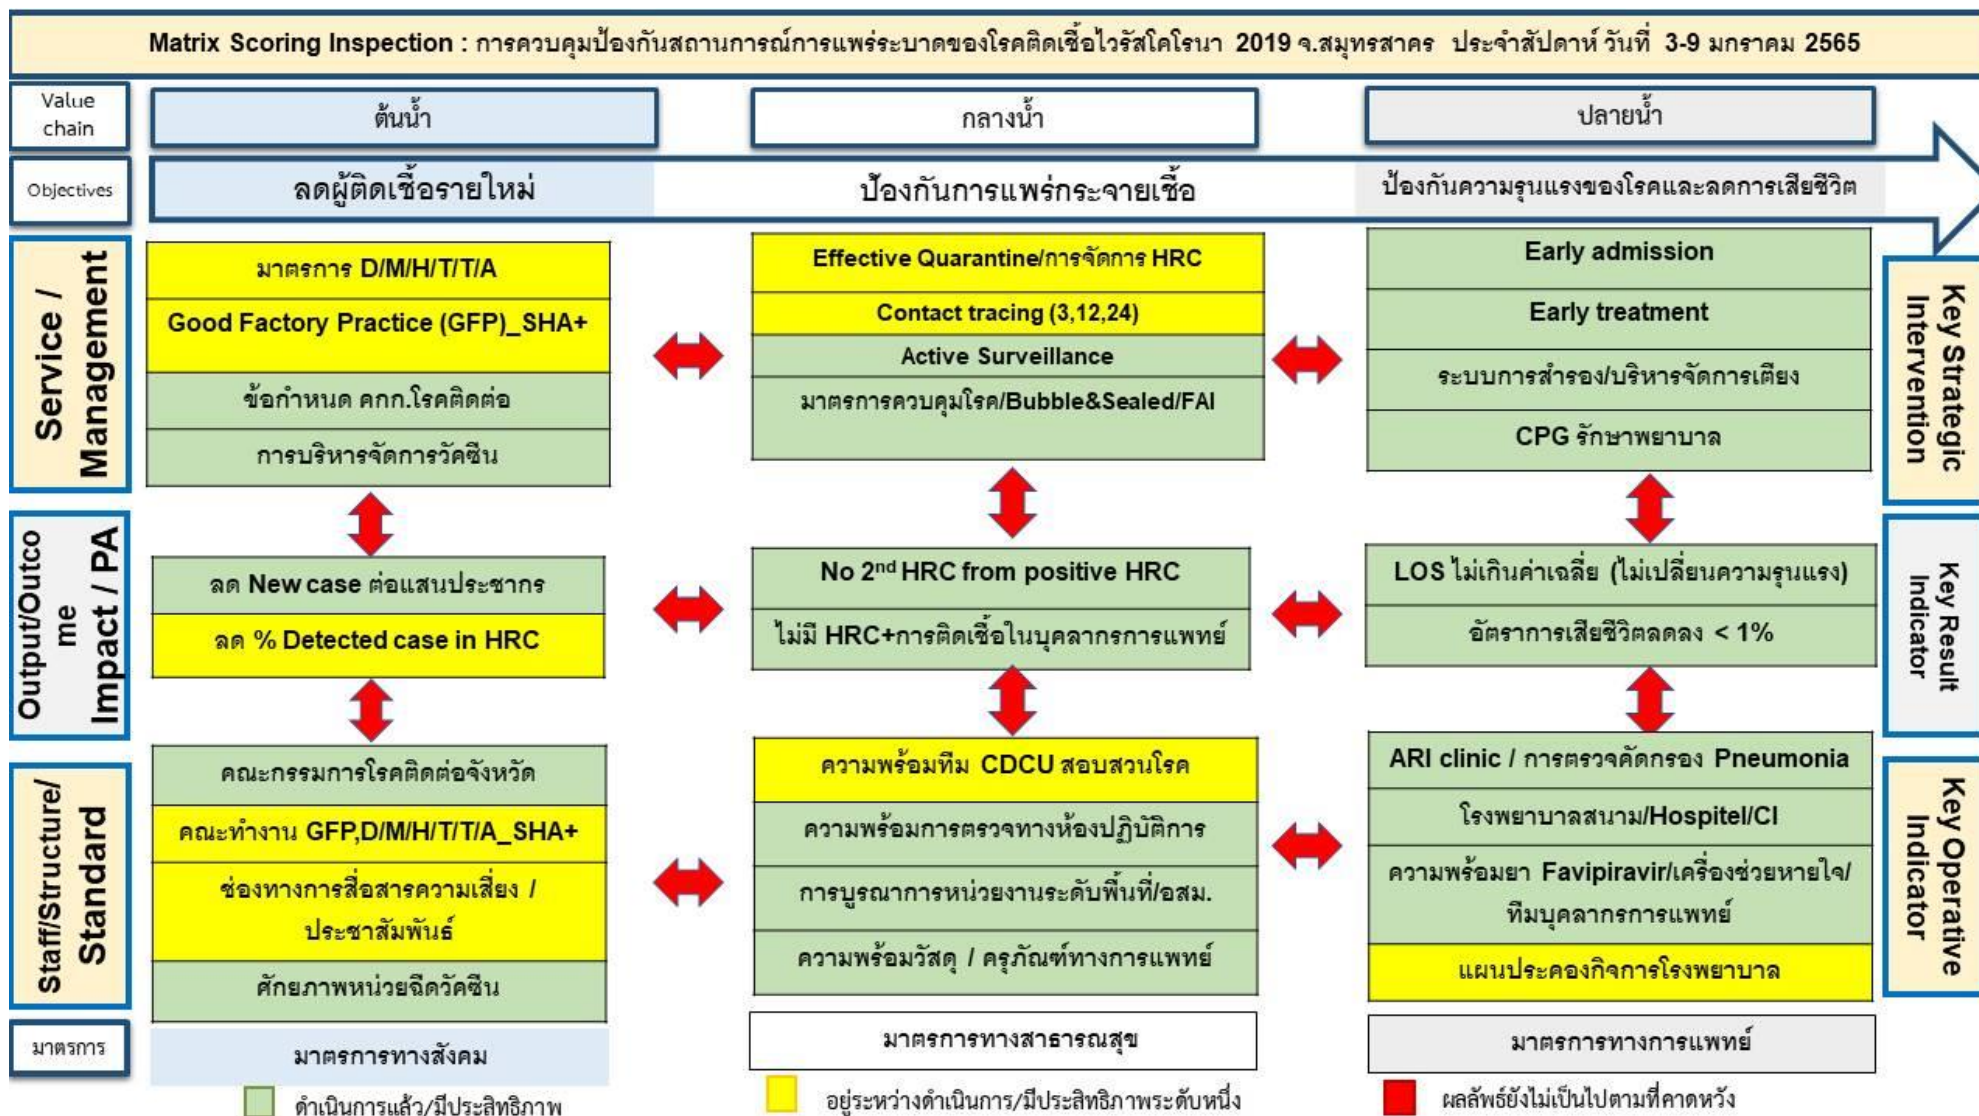 Matrix Scoring Inspection : การควบคุมป้องกันสถานการณ์การแพร่ระบาดของโรคติดเชื้อไวรัสโคโรนา 2019 จ.สมุทรสาคร ประจำสัปดาห์ วันที่ 3-9 มกราคม 2565
Value
chain
ต้นน้ำ
กลางน้ำ
ปลายน้ำ
Objectives
ลดผู้ติดเชื้อรายใหม่
ป้องกันการแพร่กระจายเชื้อ
ป้องกันความรุนแรงของโรคและลดการเสียชีวิต
Service /
Management
มาตรการ D/M/H/T/T/A
Good Factory Practice (GFP)_SHA+
ข้อกำหนด คกก.โรคติดต่อ
การบริหารจัดการวัคซีน
Effective Quarantine/การจัดการ HRC
Contact tracing (3,12,24)
Active Surveillance
มาตรการควบคุมโรค/Bubble&Sealed/FAI
Early admission
Early treatment
ระบบการสำรอง/บริหารจัดการเตียง
CPG รักษาพยาบาล
Key Strategic
Intervention
Output/Outco
me
Impact / PA
ลด New case ต่อแสนประชากร
ลด % Detected case in HRC
No 2nd HRC from positive HRC
ไม่มี HRC+การติดเชื้อในบุคลากรการแพทย์
LOS ไม่เกินค่าเฉลี่ย (ไม่เปลี่ยนความรุนแรง)
อัตราการเสียชีวิตลดลง < 1%
Key Result
Indicator
Staff/Structure/
Standard
คณะกรรมการโรคติดต่อจังหวัด
คณะทำงาน GFP,D/M/H/T/T/A_SHA+
ช่องทางการสื่อสารความเสี่ยง /
ประชาสัมพันธ์
ศักยภาพหน่วยฉีดวัคซีน
ความพร้อมทีม CDCU สอบสวนโรค
ความพร้อมการตรวจทางห้องปฏิบัติการ
การบูรณาการหน่วยงานระดับพื้นที่/อสม.
ความพร้อมวัสดุ / ครุภัณฑ์ทางการแพทย์
ARI clinic / การตรวจคัดกรอง Pneumonia
โรงพยาบาลสนาม/Hospitel/CI
ความพร้อมยา Favipiravir/เครื่องช่วยหายใจ/
ทีมบุคลากรการแพทย์
แผนประคองกิจการโรงพยาบาล
Key Operative
Indicator
มาตรการ
มาตรการทางสังคม
มาตรการทางสาธารณสุข
มาตรการทางการแพทย์
ดำเนินการแล้ว/มีประสิทธิภาพ
อยู่ระหว่างดำเนินการ/มีประสิทธิภาพระดับหนึ่ง
ผลลัพธ์ยังไม่เป็นไปตามที่คาดหวัง